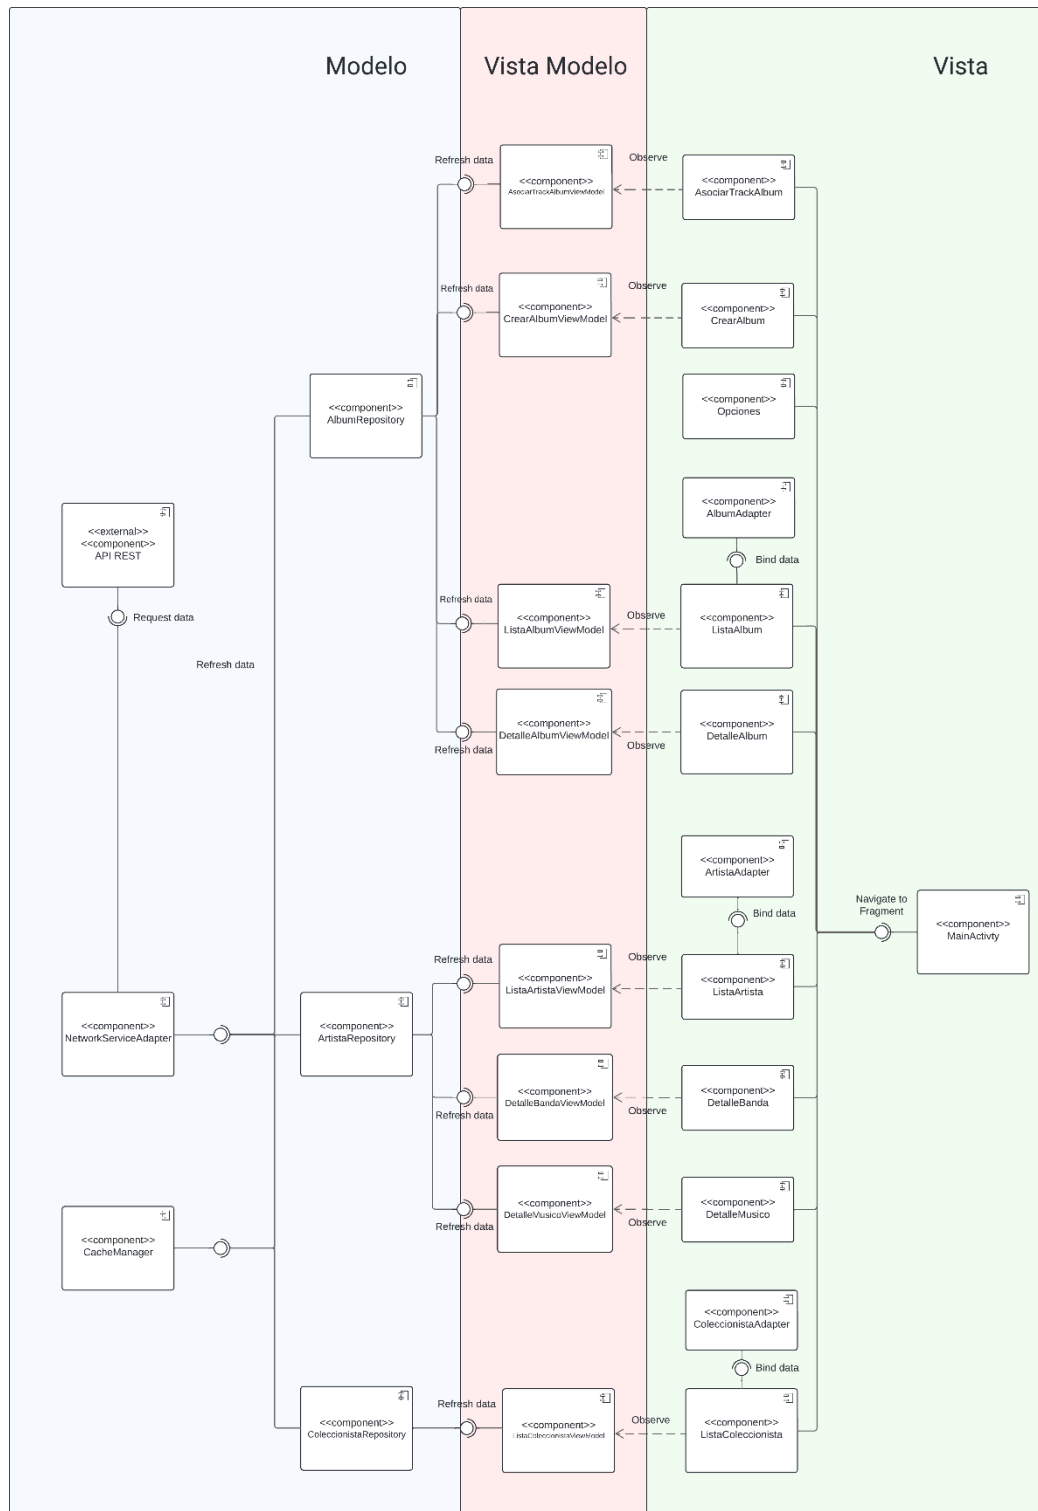 Modelo
Vista Modelo
Vista
Refresh data
<<component>>
AsociarTrackAlbumViewModel
Observe
<<component>>
AsociarTrackAlbum
Refresh data
<<component>>
CrearAlbumViewModel
Observe
<<component>>
CrearAlbum
<<component>>
AlbumRepository
<<component>>
Opciones
<<external>>
<<component>>
API REST
Request data
<<component>>
AlbumAdapter
Bind data
Refresh data
<<component>>
ListaAlbumViewModel
Observe
<<component>>
ListaAlbum
Refresh data
<<component>>
DetalleAlbumViewModel
Refresh data
Observe
<<component>>
DetalleAlbum
<<component>>
ArtistaAdapter
Bind data
Navigate to
Fragment
<<component>>
MainActivty
Refresh data
<<component>>
ListaArtistaViewModel
Observe
<<component>>
ListaArtista
<<component>>
NetworkServiceAdapter
<<component>>
ArtistaRepository
<<component>>
DetalleBandaViewModel
Refresh data
Observe
<<component>>
DetalleBanda
<<component>>
DetalleMusicoViewModel
Refresh data
Observe
<<component>>
DetalleMusico
<<component>>
CacheManager
<<component>>
ColeccionistaAdapter
Bind data
<<component>>
ColeccionistaRepository
Refresh data
<<component>>
ListaColeccionistaViewModel
Observe
<<component>>
ListaColeccionista